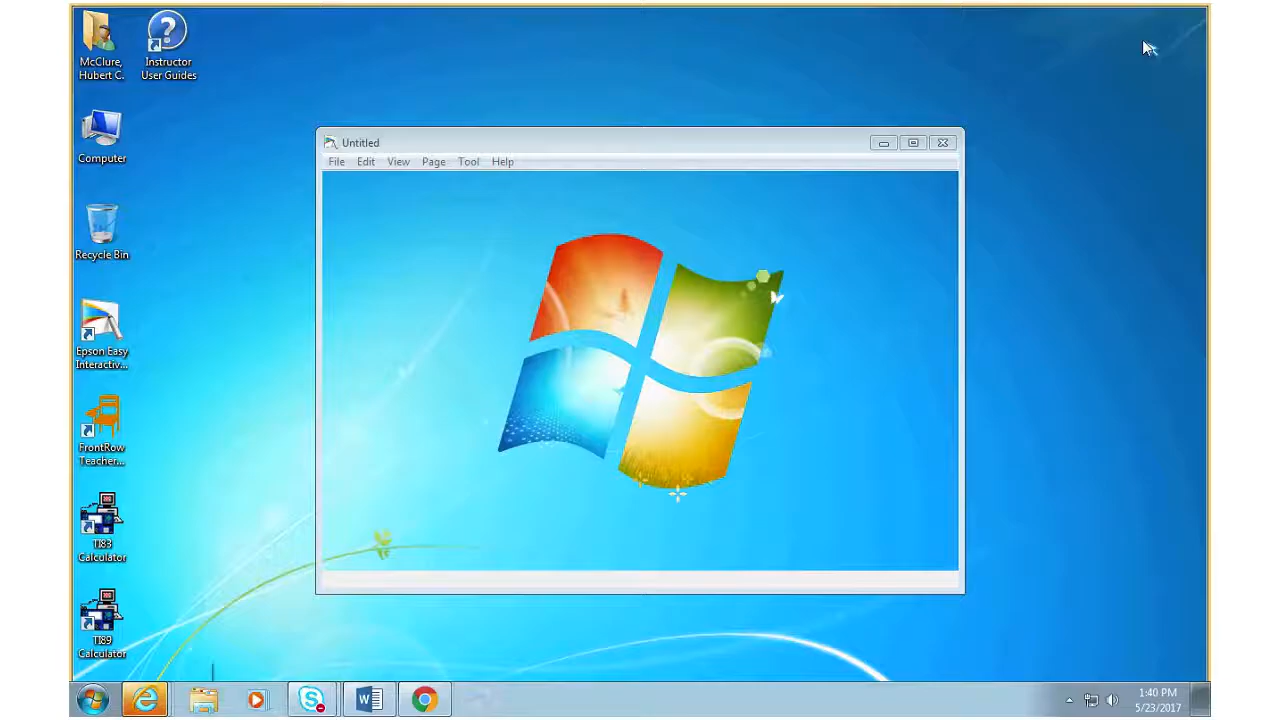 McClure,
Hubert C.
Instructor
User Guides
Computer
Recycle Bin
Epson Easy
Interactiv...
FrontRow
Teacher...
TI83
Calculator
TI89
Calculator
Untitled
File Edit View Page Tool Help
1:40 PM
5/23/2017